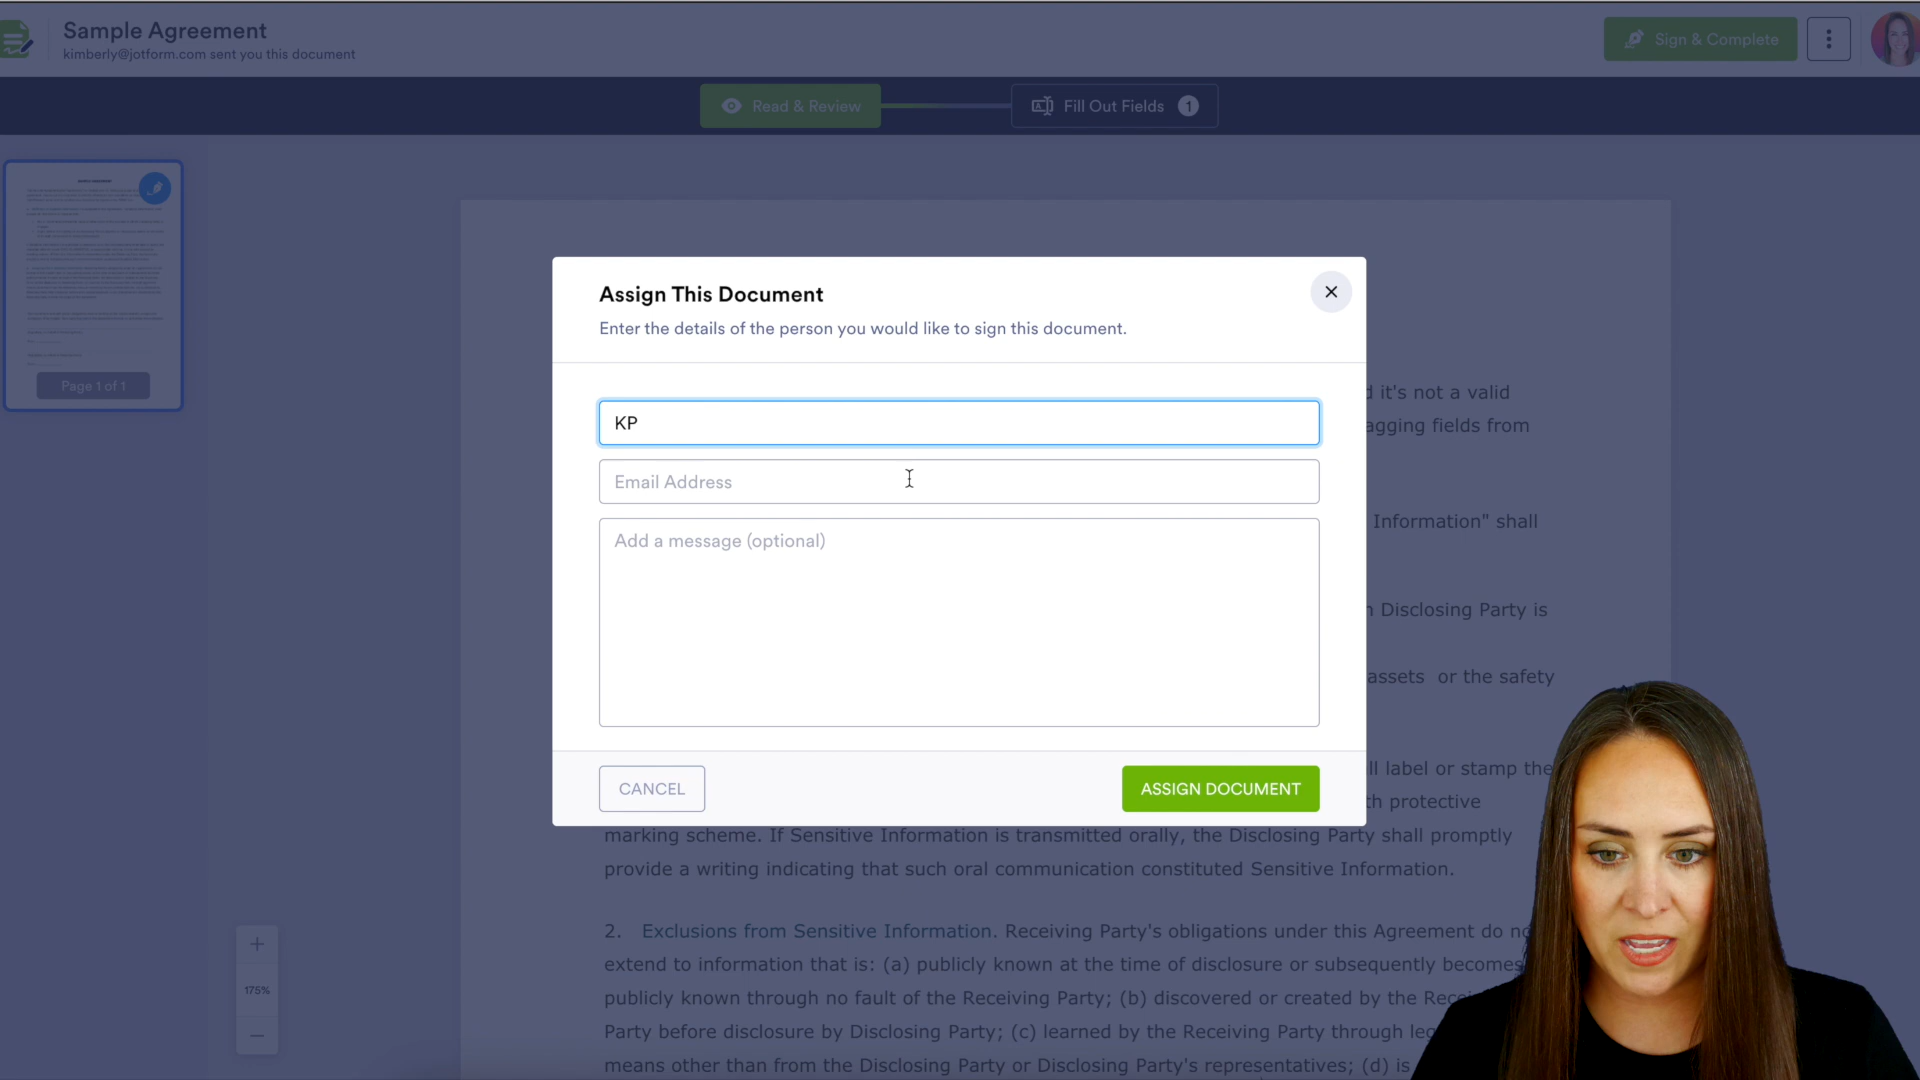 Sample Agreement
kimberly@jotform.com sent you this document
Sign & Complete
Read & Review
Fill Out Fields 1
Page 1 of 1
Assign This Document
Enter the details of the person you would like to sign this document.
KP
Email Address
Add a message (optional)
CANCEL
ASSIGN DOCUMENT
it's not a valid
agging fields from
Information" shall
Disclosing Party is
assets or the safety
label or stamp the
protective
marking scheme. If Sensitive Information is transmitted orally, the Disclosing Party shall promptly
provide a writing indicating that such oral communication constituted Sensitive Information.
2. Exclusions from Sensitive Information. Receiving Party's obligations under this Agreement do
extend to information that is: (a) publicly known at the time of disclosure or subsequently becomes
publicly known through no fault of the Receiving Party; (b) discovered or created by the
Party before disclosure by Disclosing Party; (c) learned by the Receiving Party through
means other than from the Disclosing Party or Disclosing Party's representatives; (d) is
175%